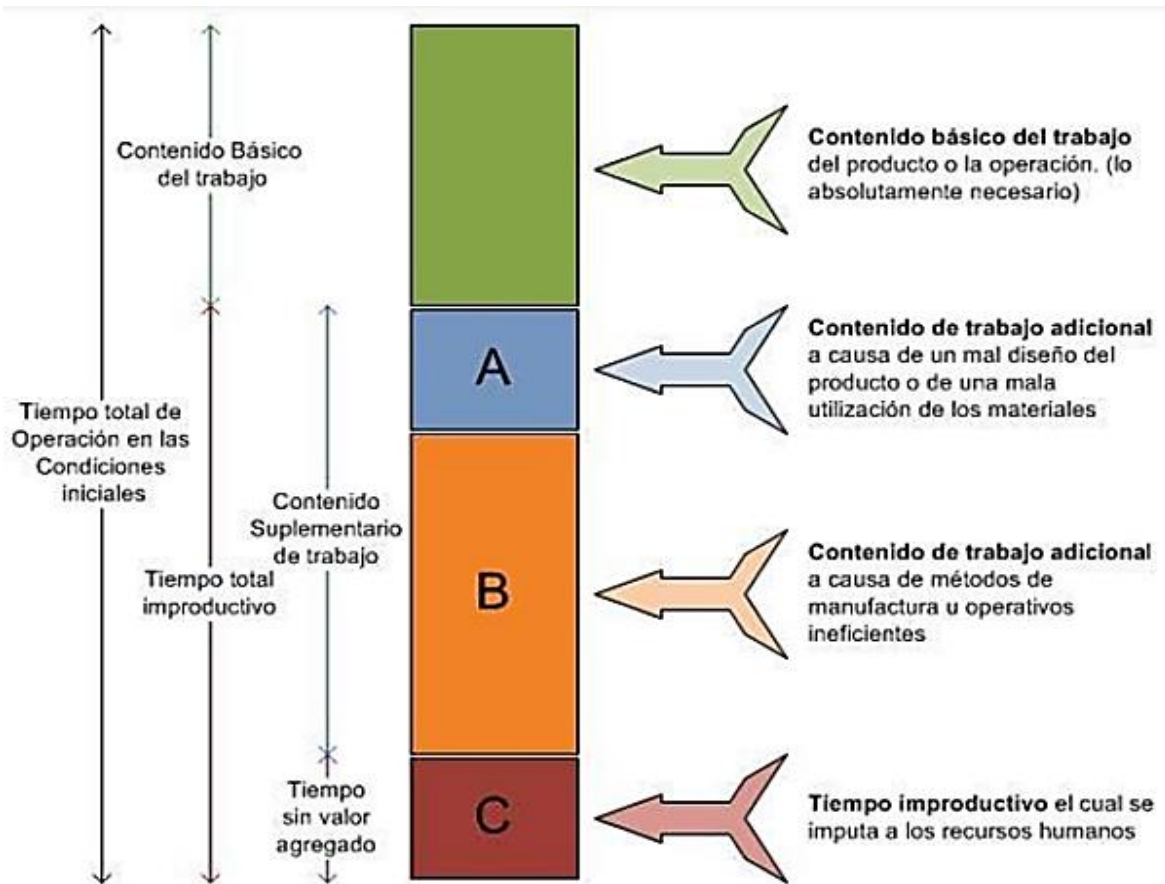 Contenido Básico
del trabajo
Contenido básico del trabajo
del producto o la operación. (lo
absolutamente necesario)
A
Contenido de trabajo adicional
a causa de un mal diseño del
producto o de una mala
utilización de los materiales
Tiempo total de
Operación en las
Condiciones
iniciales
Contenido
Suplementario
de trabajo
Tiempo total
improductivo
B
Contenido de trabajo adicional
a causa de métodos de
manufactura u operativos
ineficientes
Tiempo
sin valor
agregado
C
Tiempo improductivo el cual se
imputa a los recursos humanos